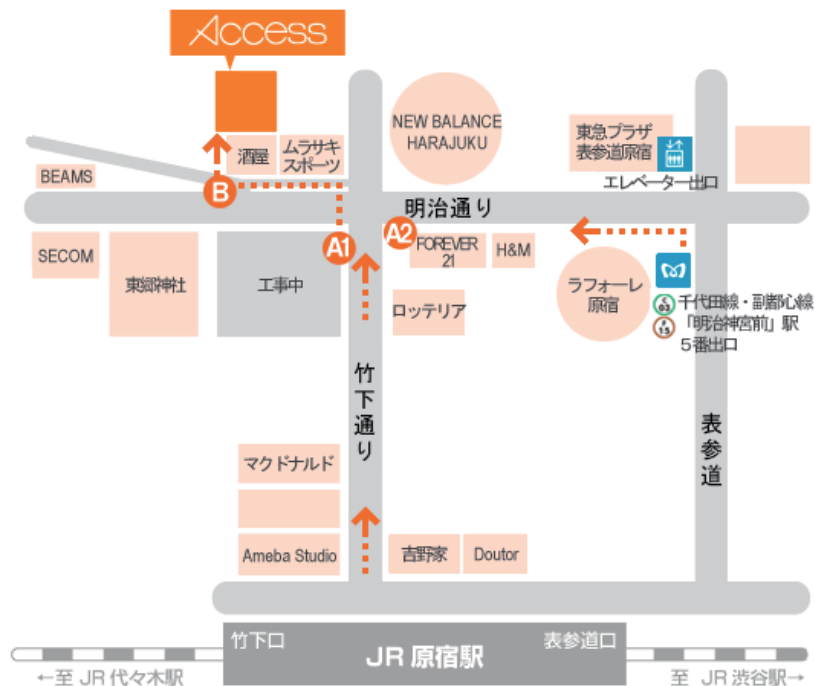 Access
NEW BALANCE
HARAJUKU
東急プラザ
表参道原宿
エレベーター出口
酒屋
ムラサキ
スポーツ
BEAMS
B
明治通り
A1
A2
FOREVER
21
H&M
SECOM
東郷神社
工事中
ロッテリア
ラフォーレ
原宿
C
03
千代田線・副都心線
F
15
「明治神宮前」駅
5番出口
竹下通り
表参道
マクドナルド
Ameba Studio
吉野家
Doutor
竹下口
JR 原宿駅
表参道口
←至 JR 代々木駅
至 JR 渋谷駅→